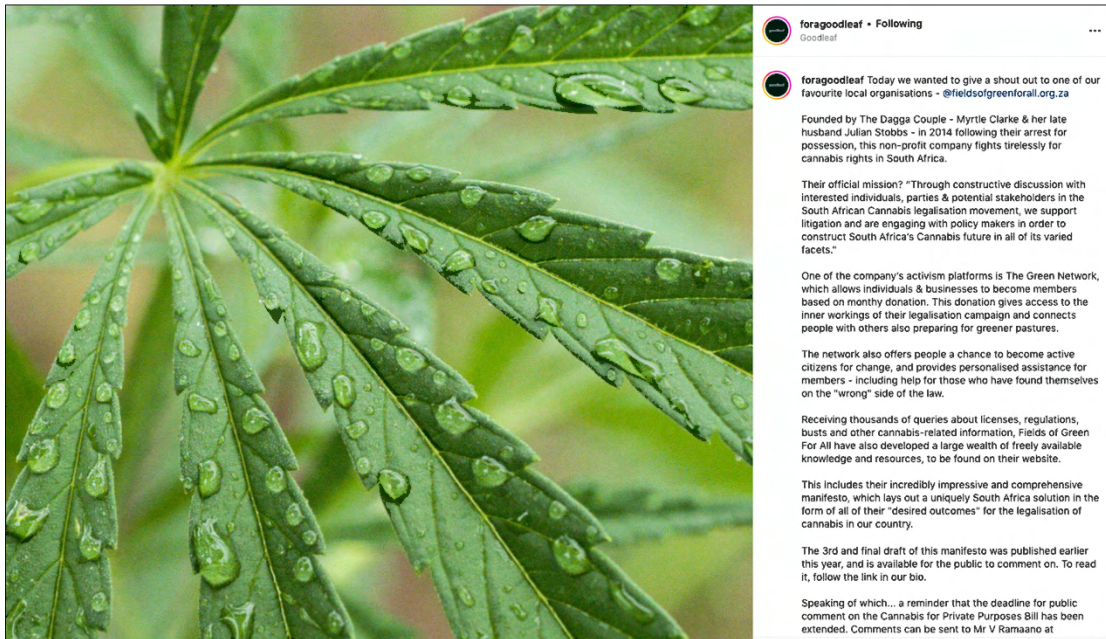 foragoodleaf • Following
Goodleaf
foragoodleaf Today we wanted to give a shout out to one of our
favourite local organisations - @fieldsofgreenforall.org.za
Founded by The Dagga Couple - Myrtle Clarke & her late
husband Julian Stobbs - in 2014 following their arrest for
possession, this non-profit company fights tirelessly for
cannabis rights in South Africa.
Their official mission? "Through constructive discussion with
interested individuals, parties & potential stakeholders in the
South African Cannabis legalisation movement, we support
litigation and are engaging with policy makers in order to
construct South Africa's Cannabis future in all of its varied
facets."
One of the company's activism platforms is The Green Network,
which allows individuals & businesses to become members
based on monthy donation. This donation gives access to the
inner workings of their legalisation campaign and connects
people with others also preparing for greener pastures.
The network also offers people a chance to become active
citizens for change, and provides personalised assistance for
members - including help for those who have found themselves
on the "wrong" side of the law.
Receiving thousands of queries about licenses, regulations,
busts and other cannabis-related information, Fields of Green
For All have also developed a large wealth of freely available
knowledge and resources, to be found on their website.
This includes their incredibly impressive and comprehensive
manifesto, which lays out a uniquely South Africa solution in the
form of all of their "desired outcomes" for the legalisation of
cannabis in our country.
The 3rd and final draft of this manifesto was published earlier
this year, and is available for the public to comment on. To read
it, follow the link in our bio.
Speaking of which... a reminder that the deadline for public
comment on the Cannabis for Private Purposes Bill has been
extended. Comments can be sent to Mr V Ramaano at